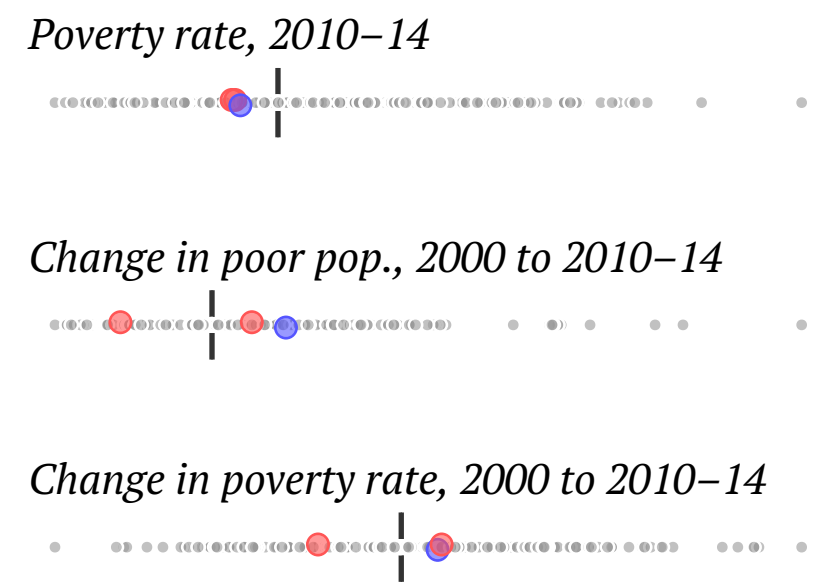 Poverty rate, 2010–14
Change in poor pop., 2000 to 2010–14
Change in poverty rate, 2000 to 2010–14